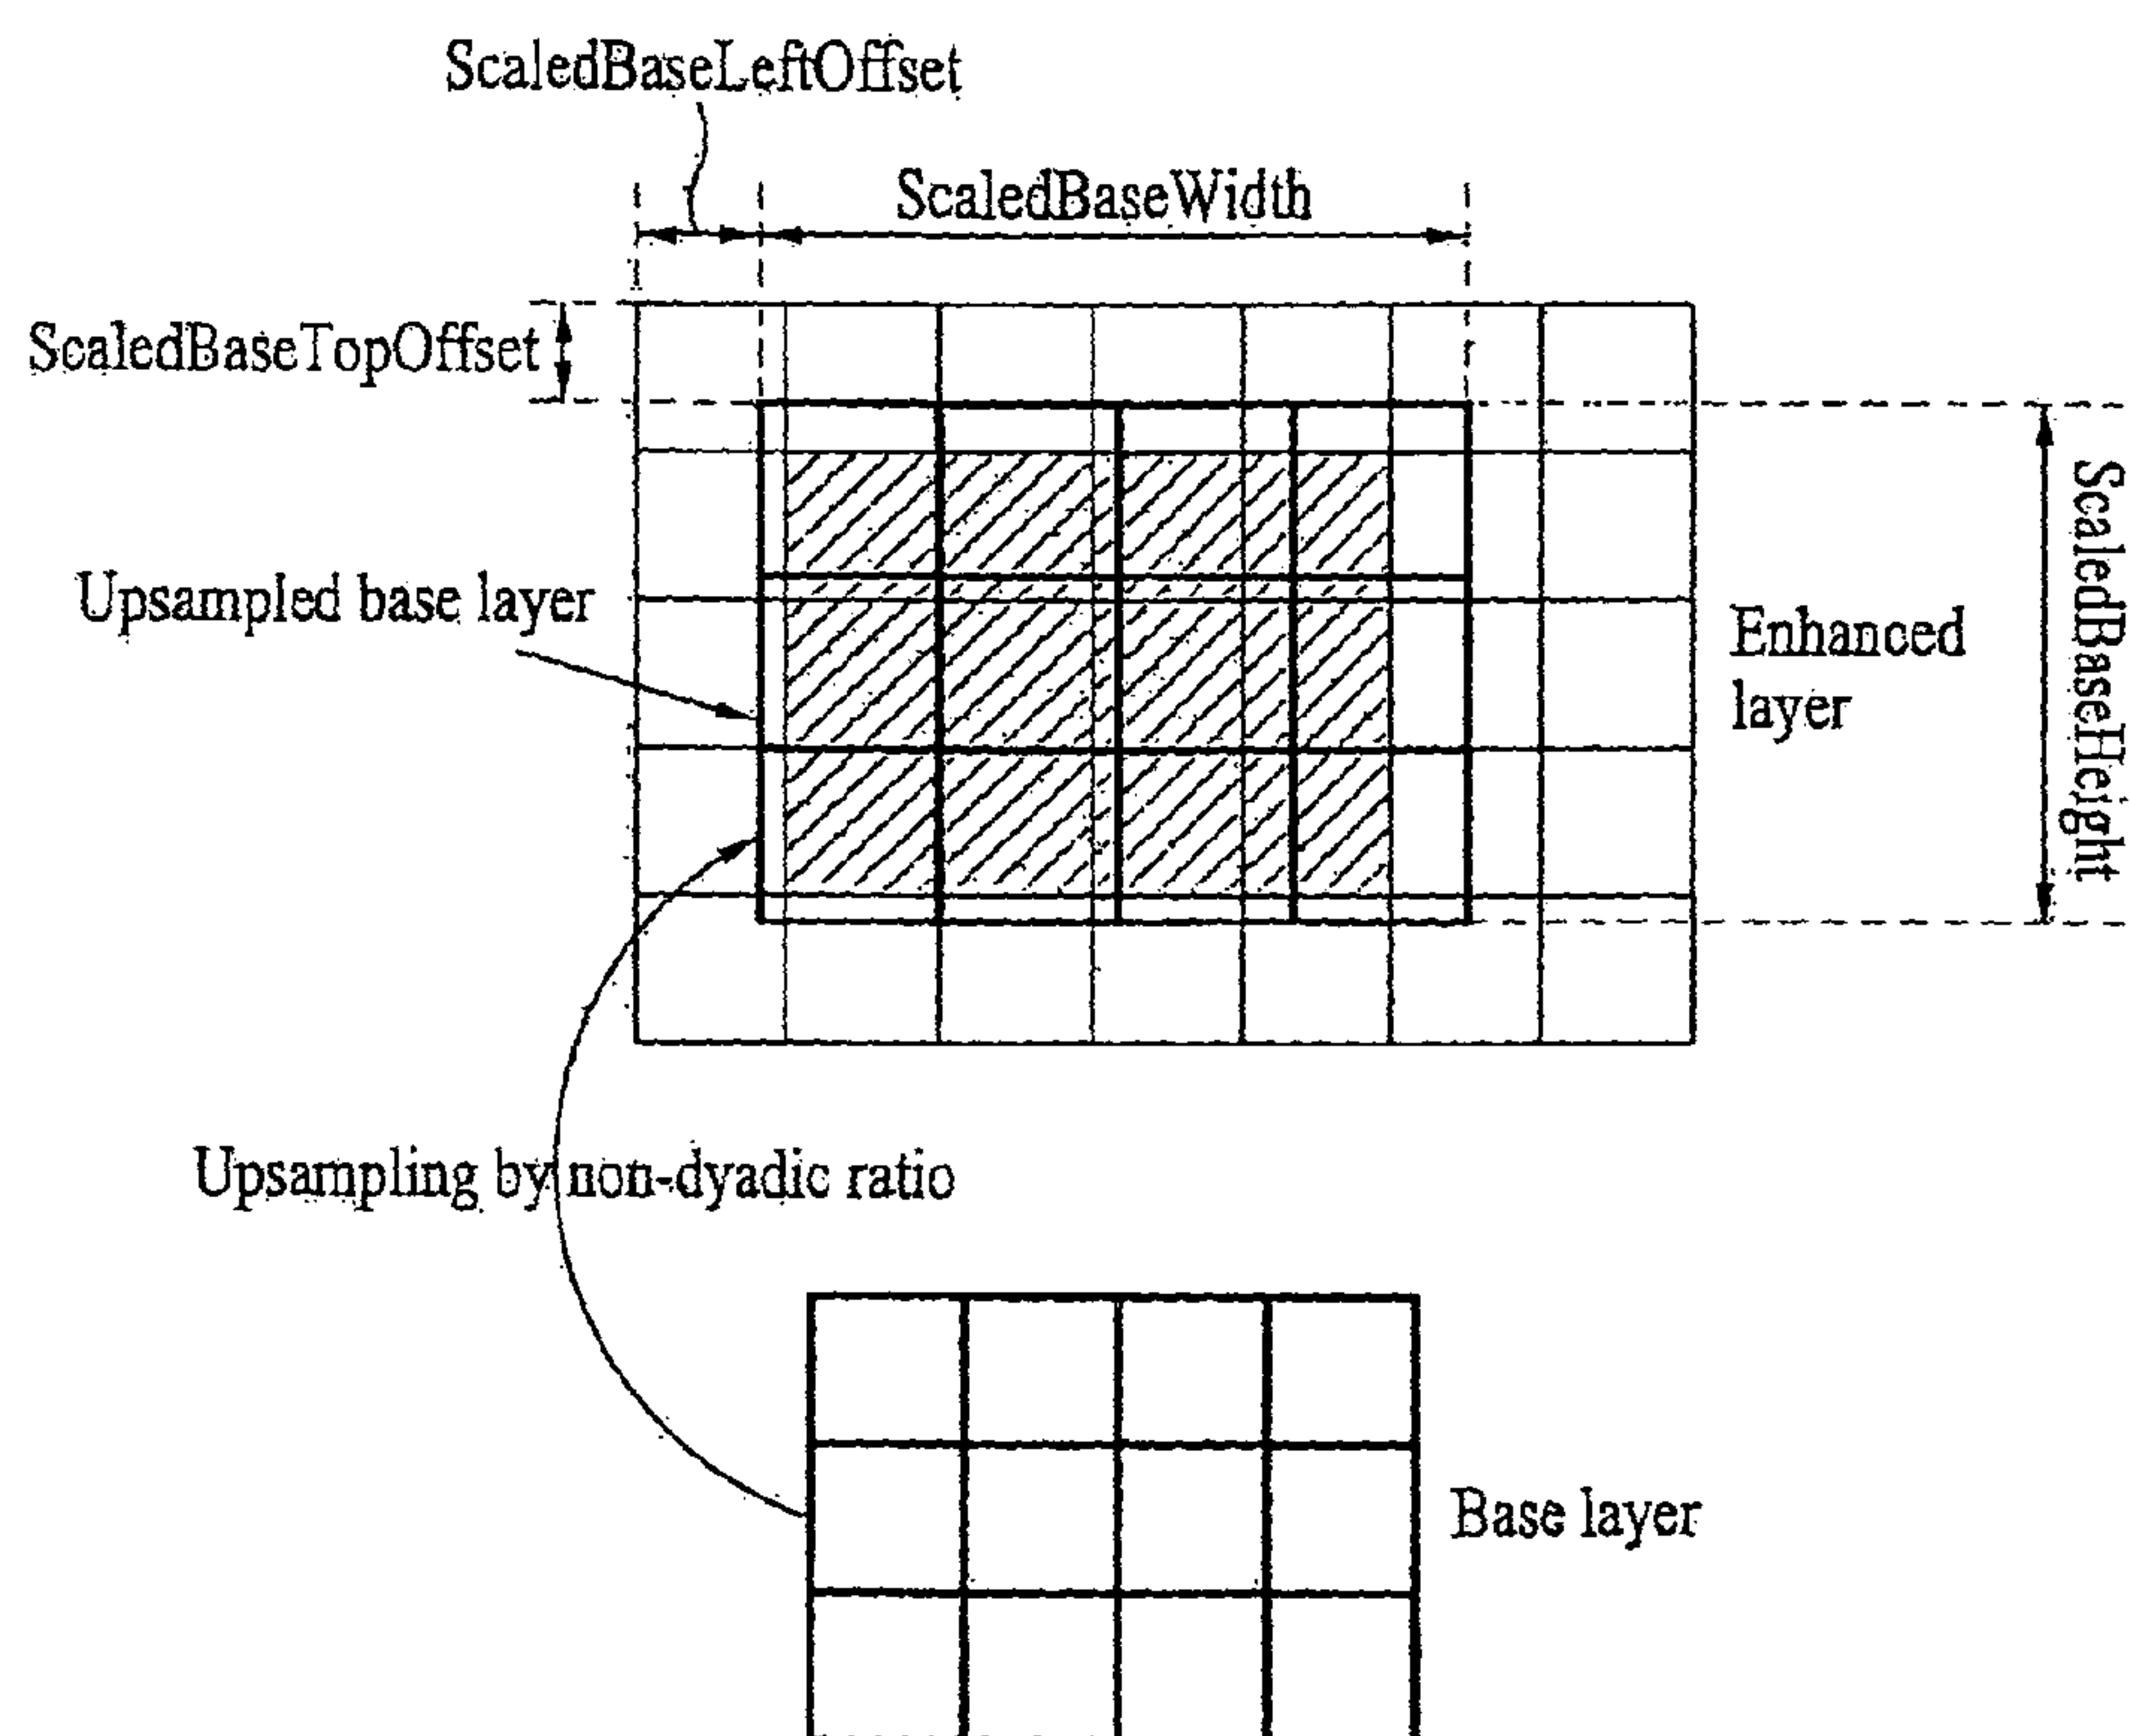 ScaledBaseLeftOffset
ScaledBaseWidth
ScaledBaseTopOffset
Upsampled base layer
Enhanced
layer
ScaledBaseHeight
Upsampling by non-dyadic ratio
Base layer